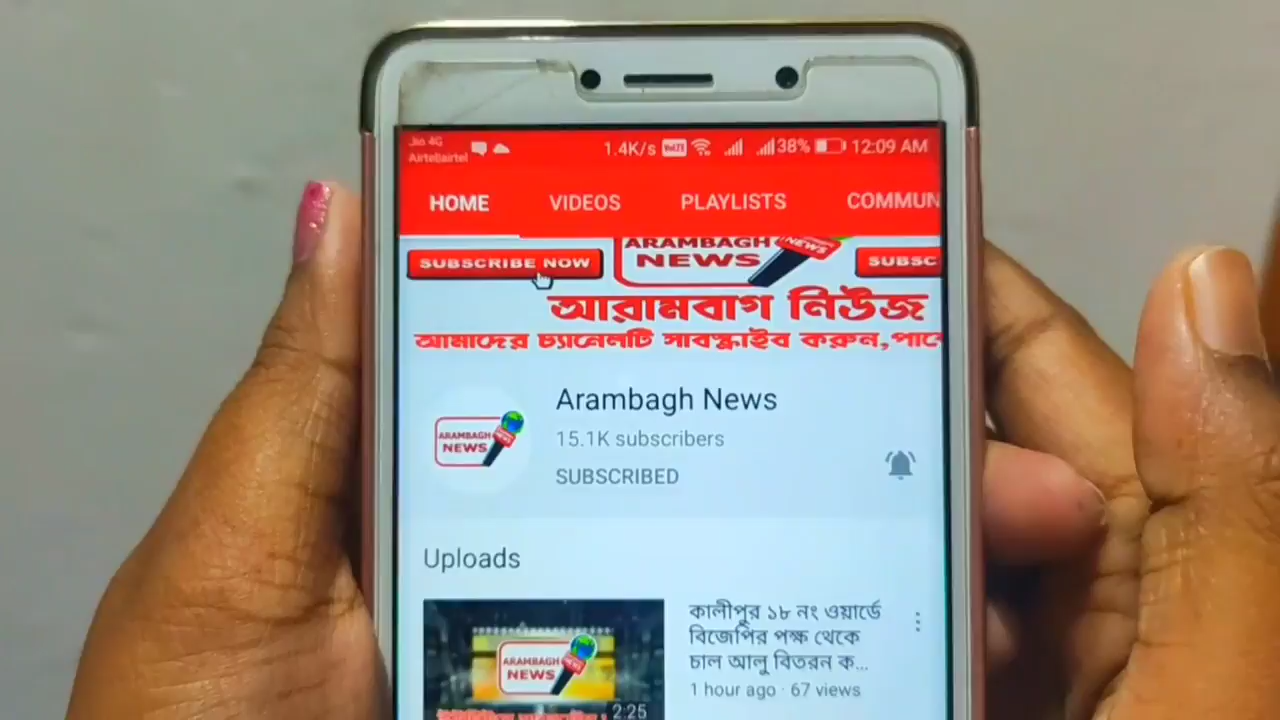 Jio 4G
Airtel|airtel
1.4K/s VoLTE 38% 12:09 AM
HOME VIDEOS PLAYLISTS COMMUN
SUBSCRIBE NOW
ARAMBAGH
NEWS
NEWS
SUBSC
আরামবাগ নিউজ
আমাদের চ্যানেলটি সাবস্ক্রাইব করুন,পাবে
Arambagh News
15.1K subscribers
SUBSCRIBED
ARAMBAGH
NEWS
NEWS
Uploads
ARAMBAGH
NEWS
NEWS
2:25
কালীপুর ১৮ নং ওয়ার্ডে
বিজেপির পক্ষ থেকে
চাল আলু বিতরন ক...
1 hour ago · 67 views